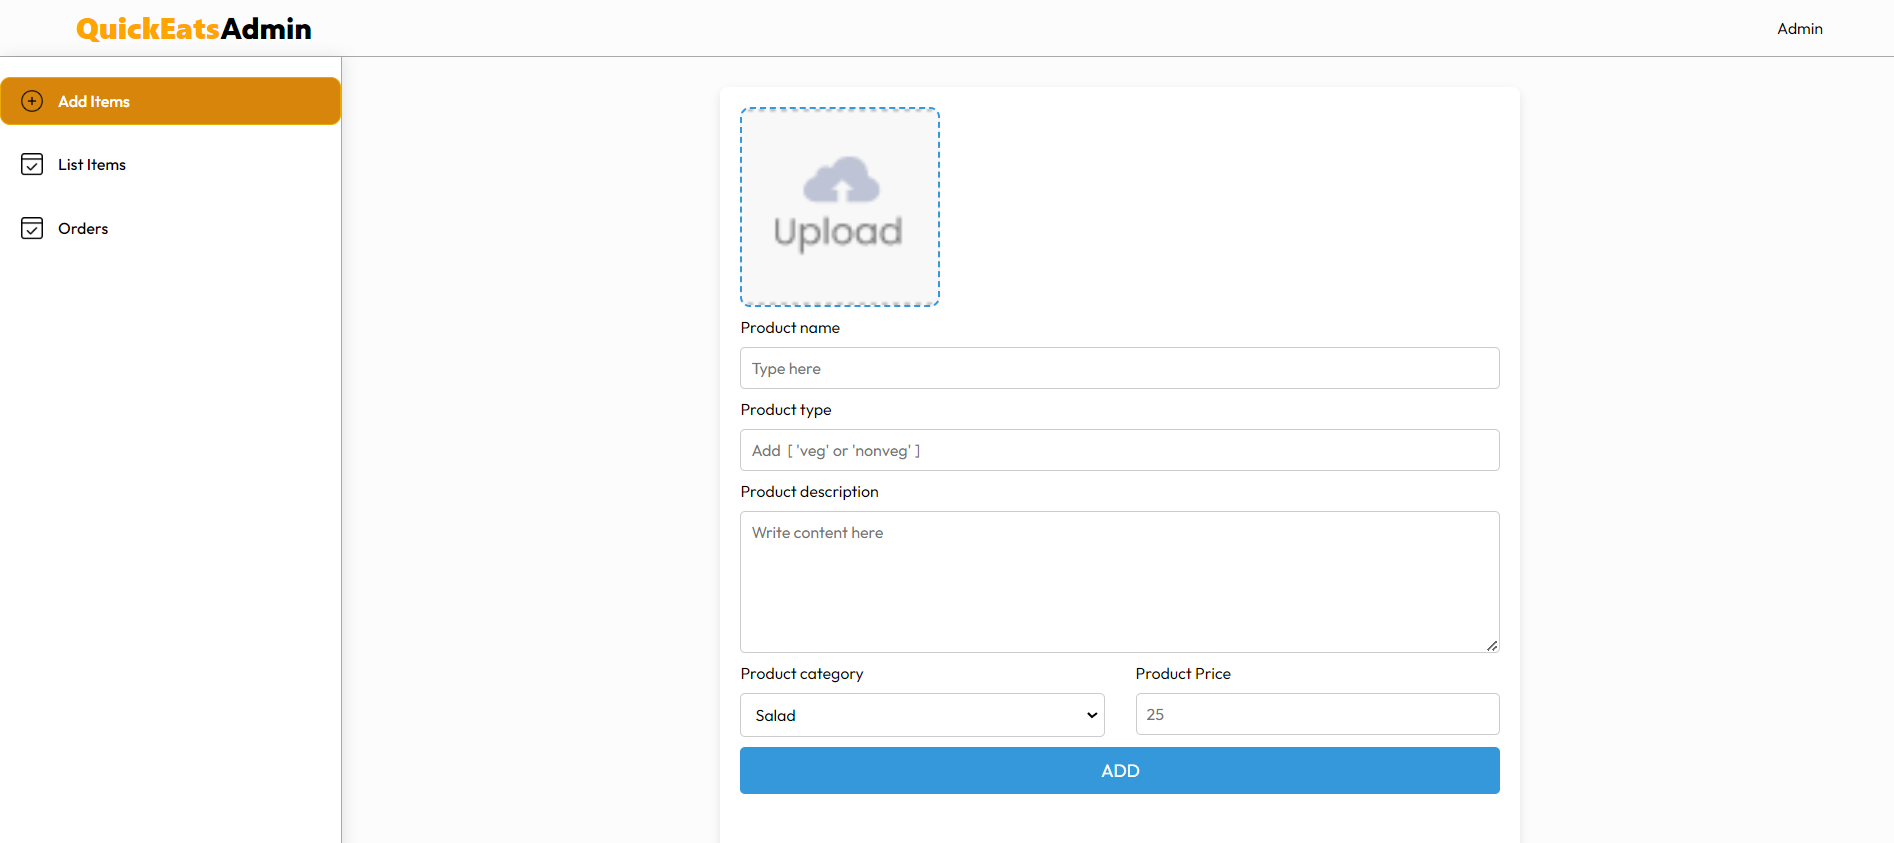 QuickEatsAdmin
Admin
Add Items
List Items
Orders
Upload
Product name
Type here
Product type
Add [ 'veg' or 'nonveg' ]
Product description
Write content here
Product category
Product Price
Salad
25
ADD